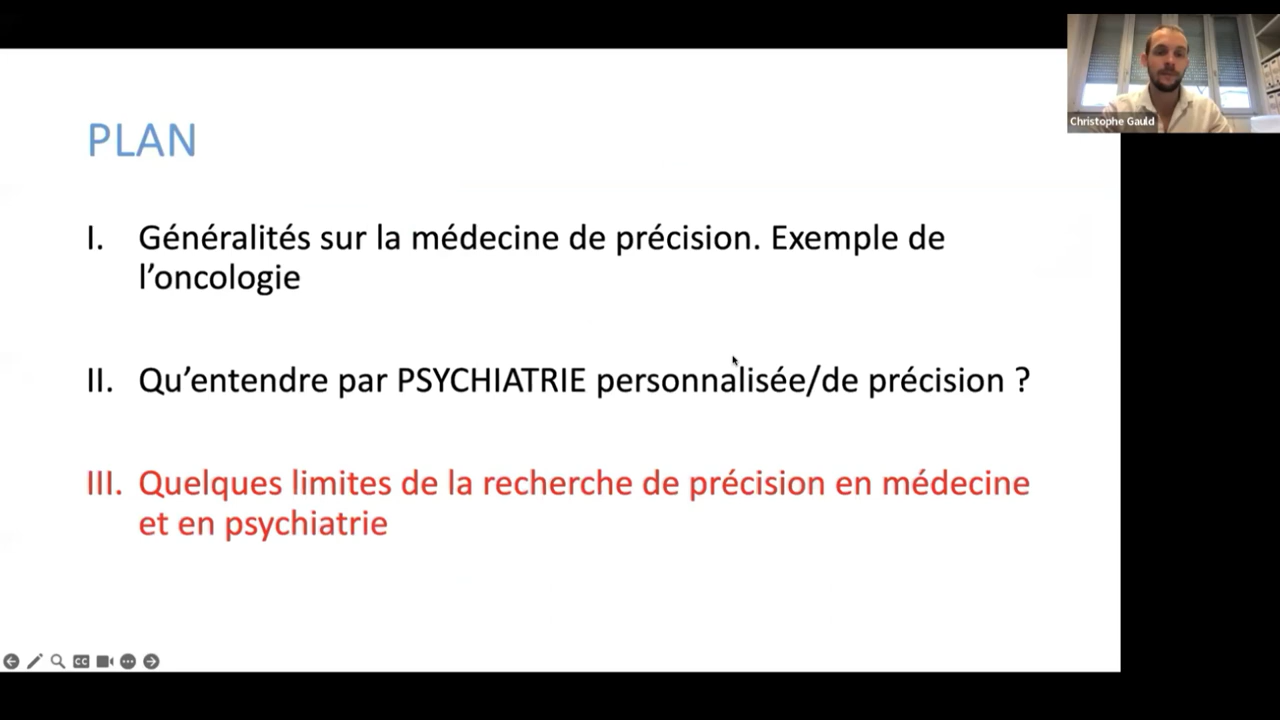 PLAN
I. Généralités sur la médecine de précision. Exemple de
l’oncologie
II. Qu’entendre par PSYCHIATRIE personnalisée/de précision ?
III. Quelques limites de la recherche de précision en médecine
et en psychiatrie
Christophe Gauld
CC